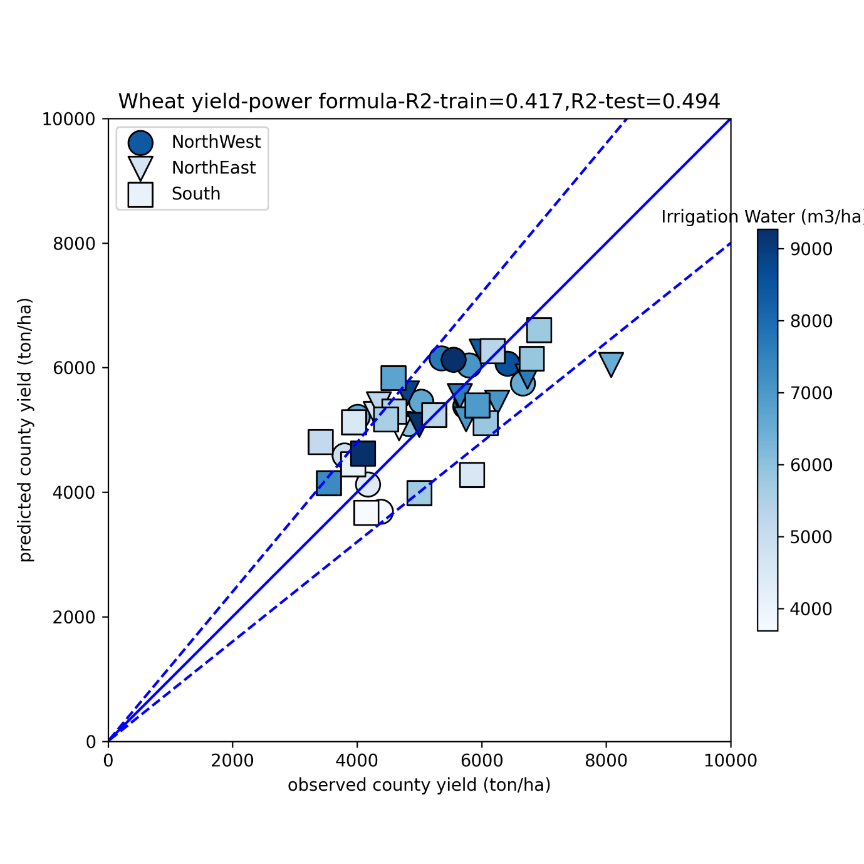 Wheat yield-power formula-R2-train=0.417,R2-test=0.494
10000
8000
6000
4000
2000
0
predicted county yield (ton/ha)
NorthWest
NorthEast
South
0 2000 4000 6000 8000 10000
observed county yield (ton/ha)
Irrigation Water (m3/ha)
9000
8000
7000
6000
5000
4000